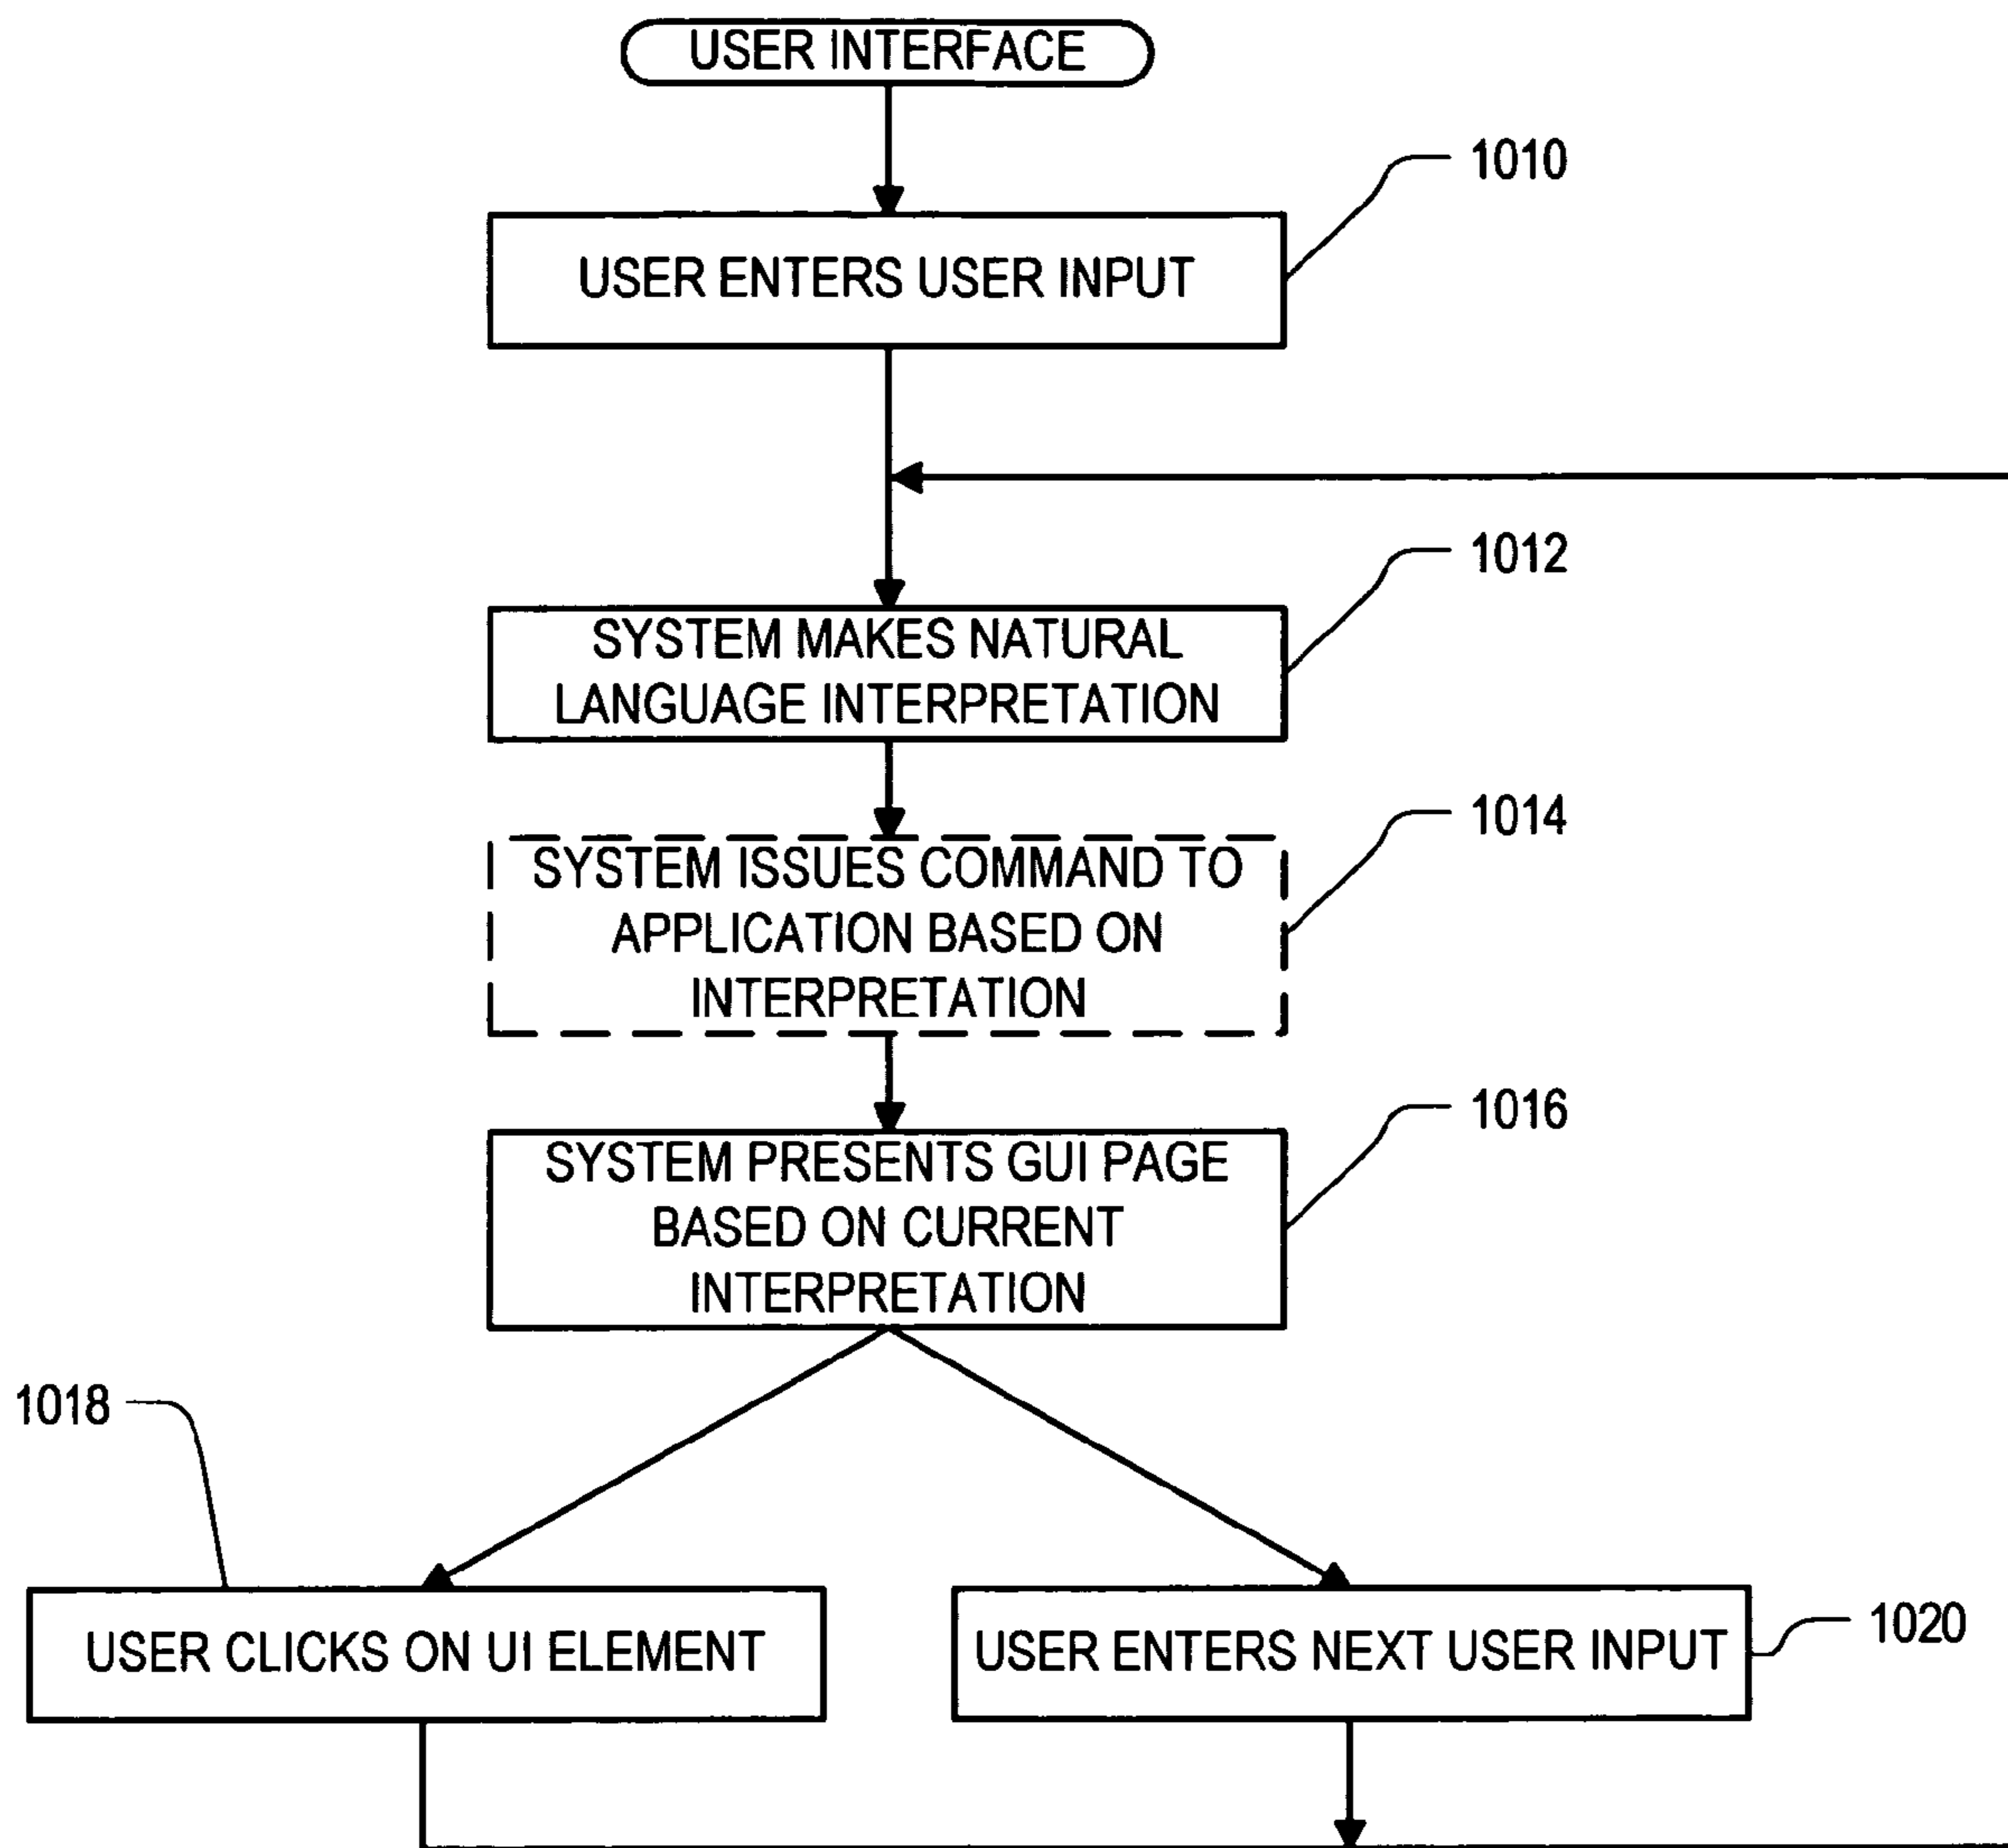 USER INTERFACE
1010
USER ENTERS USER INPUT
1012
SYSTEM MAKES NATURAL
LANGUAGE INTERPRETATION
1014
SYSTEM ISSUES COMMAND TO
APPLICATION BASED ON
INTERPRETATION
1016
SYSTEM PRESENTS GUI PAGE
BASED ON CURRENT
INTERPRETATION
1018
USER CLICKS ON UI ELEMENT
USER ENTERS NEXT USER INPUT
1020